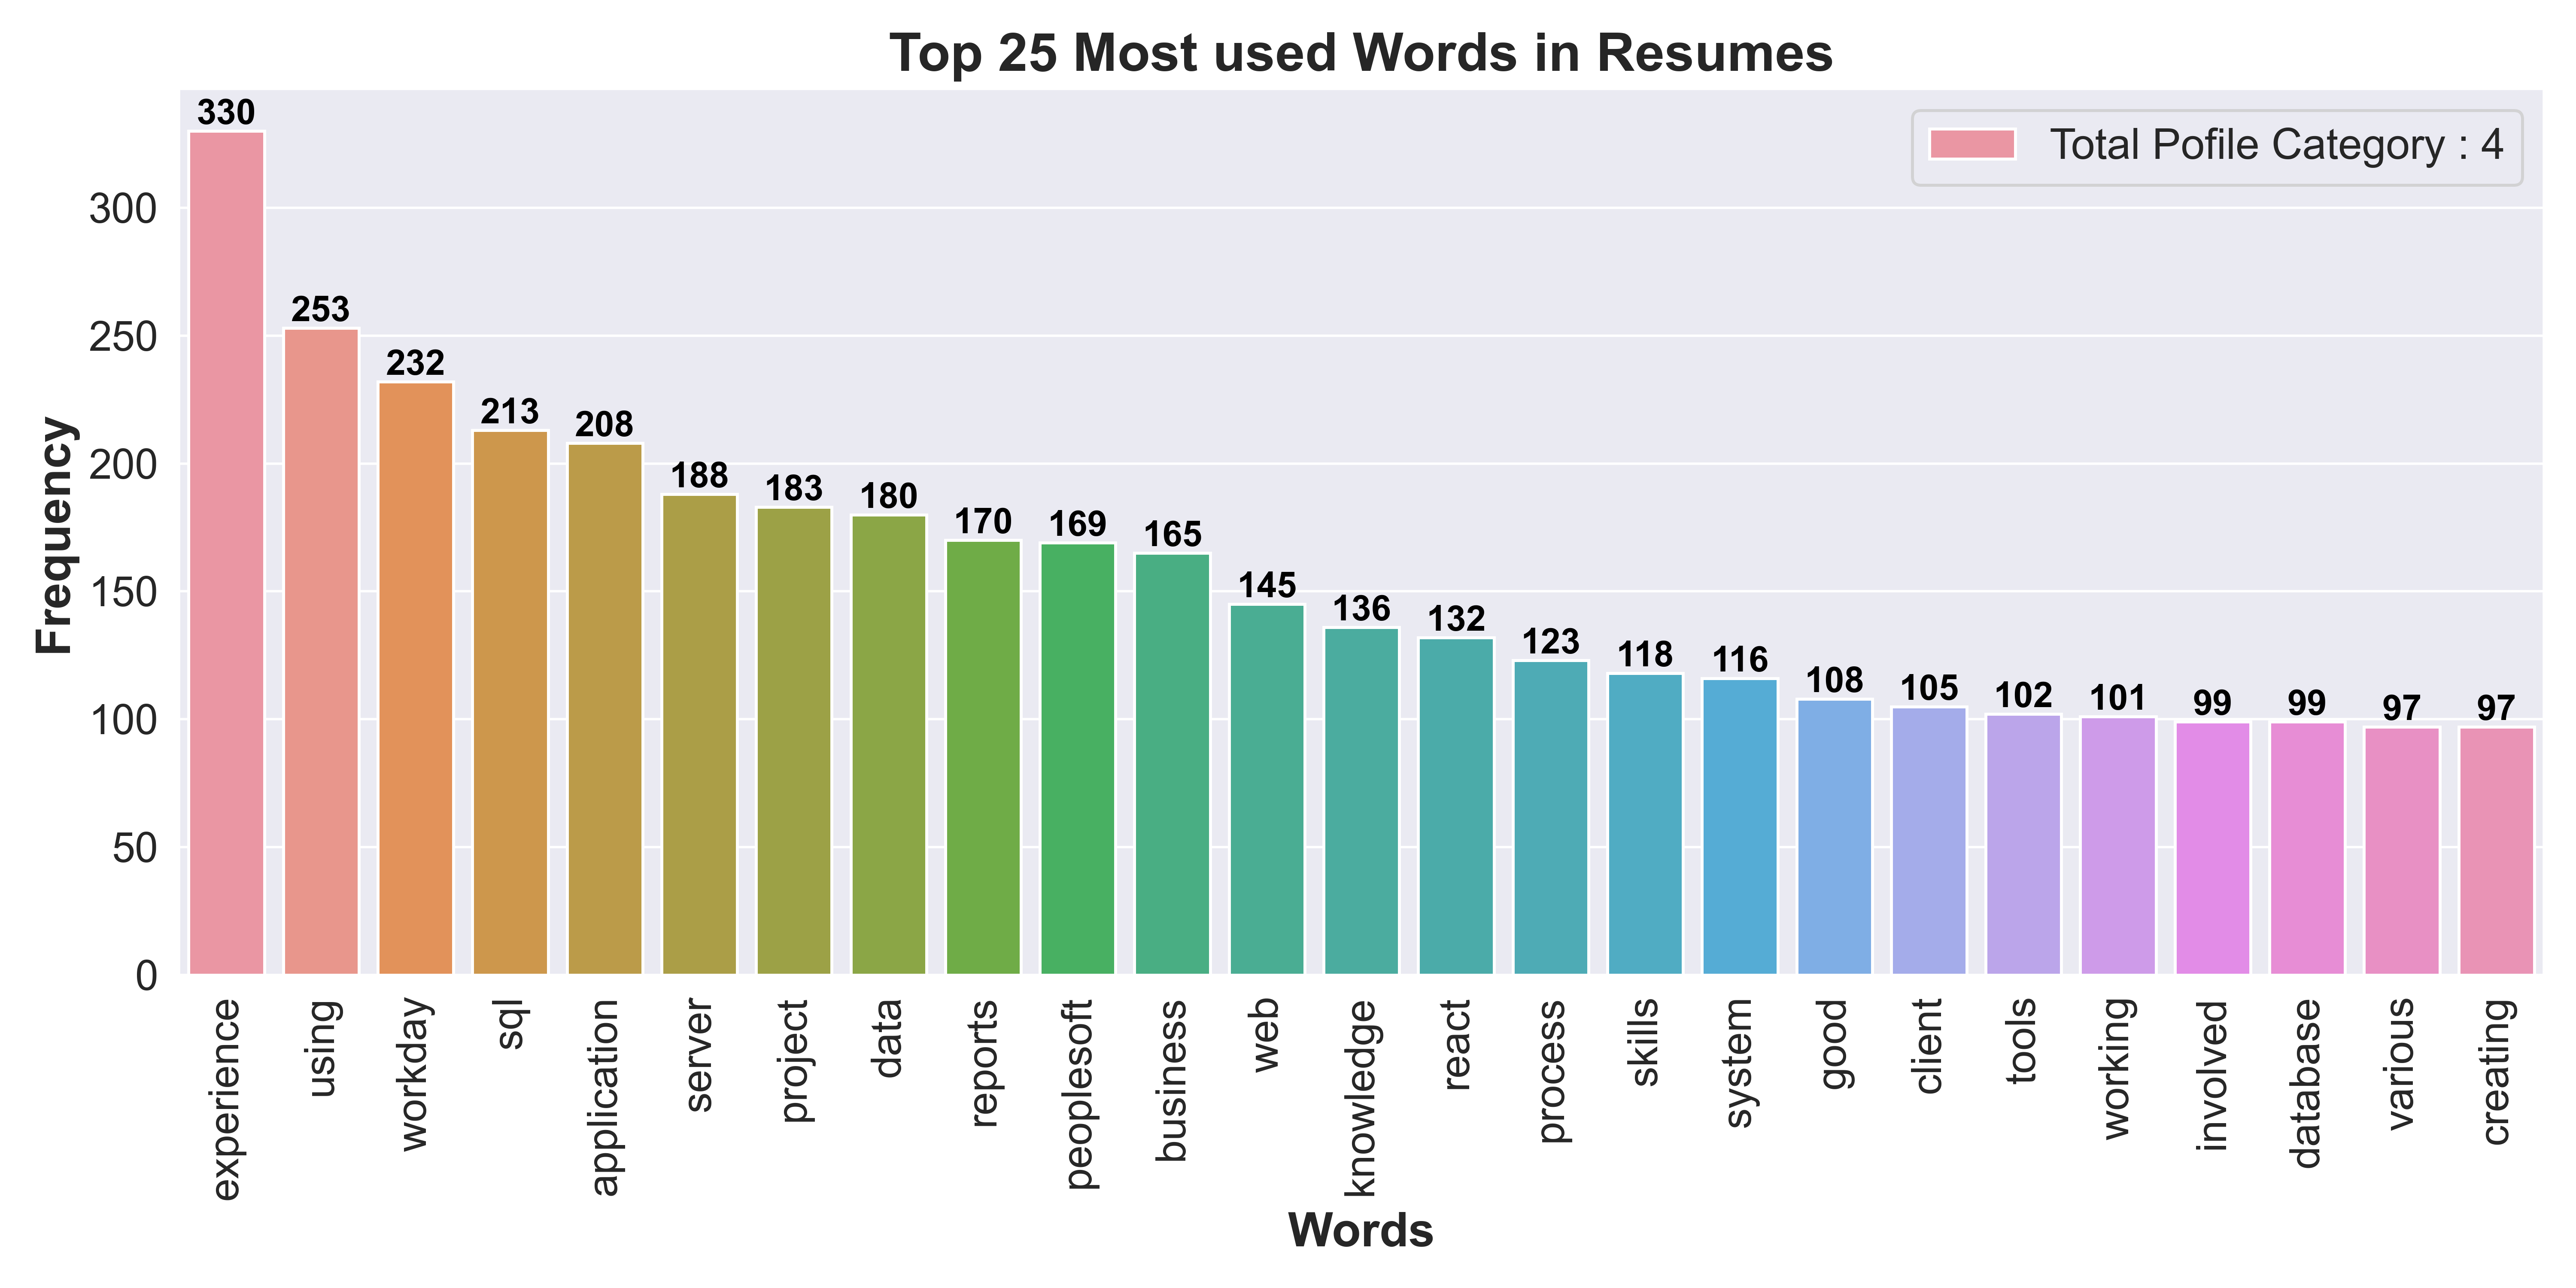 Top 25 Most used Words in Resumes
Total Pofile Category : 4
Frequency
300
250
200
150
100
50
0
330
253
232
213
208
188
183
180
170
169
165
145
136
132
123
118
116
108
105
102
101
99
99
97
97
experience
using
workday
sql
application
server
project
data
reports
peoplesoft
business
web
knowledge
react
process
skills
system
good
client
tools
working
involved
database
various
creating
Words